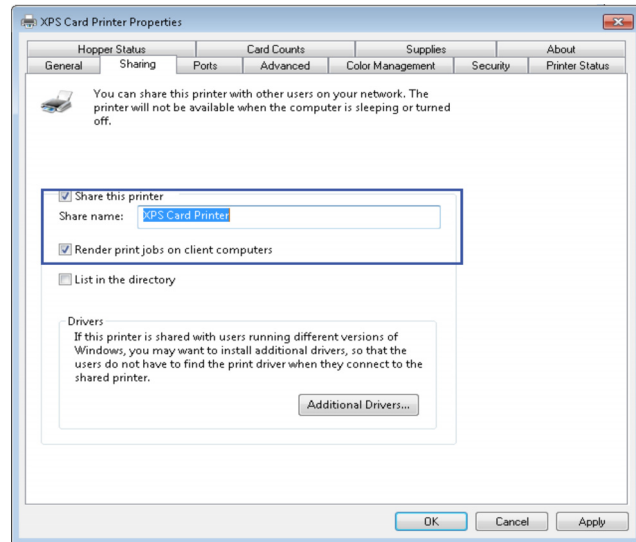 XPS Card Printer Properties
Hopper Status Card Counts Supplies About
General Sharing Ports Advanced Color Management Security Printer Status
You can share this printer with other users on your network. The
printer will not be available when the computer is sleeping or turned
off.
Share this printer
Share name: XPS Card Printer
Render print jobs on client computers
List in the directory
Drivers
If this printer is shared with users running different versions of
Windows, you may want to install additional drivers, so that the
users do not have to find the print driver when they connect to the
shared printer.
Additional Drivers...
OK Cancel Apply